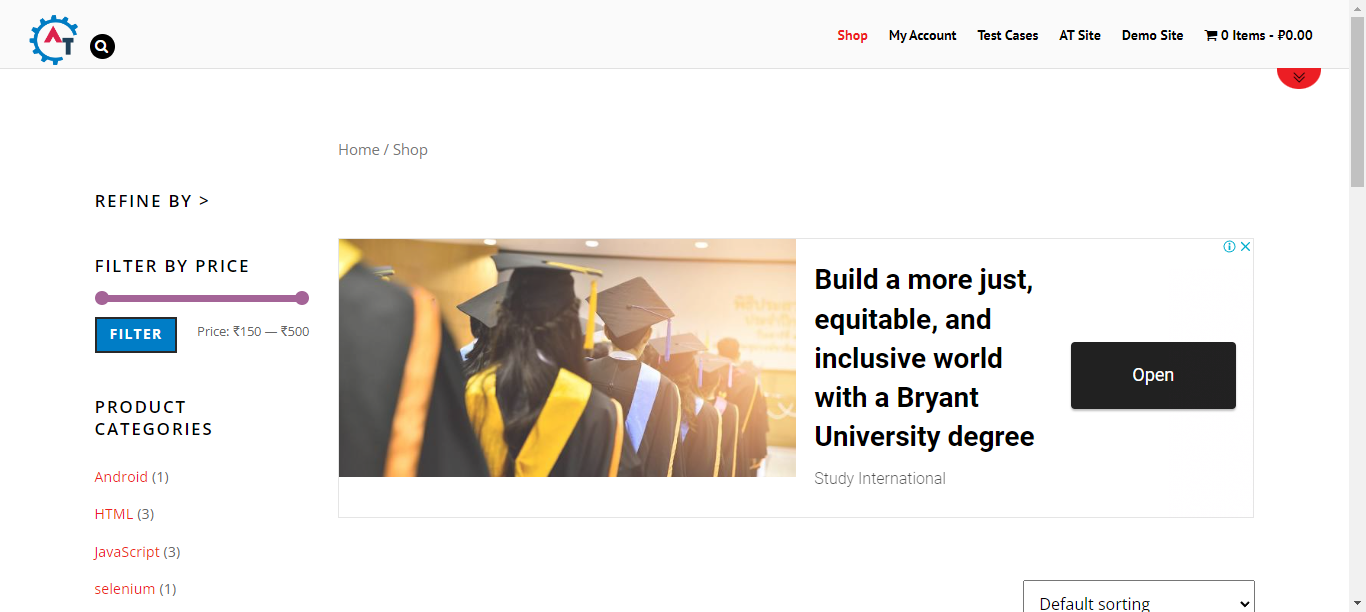 AT
Shop
My Account
Test Cases
AT Site
Demo Site
0 Items - ₽0.00
Home / Shop
REFINE BY >
FILTER BY PRICE
FILTER
Price: ₹150 — ₹500
PRODUCT
CATEGORIES
Android (1)
HTML (3)
JavaScript (3)
selenium (1)
Build a more just,
equitable, and
inclusive world
with a Bryant
University degree
Study International
Open
Default sorting